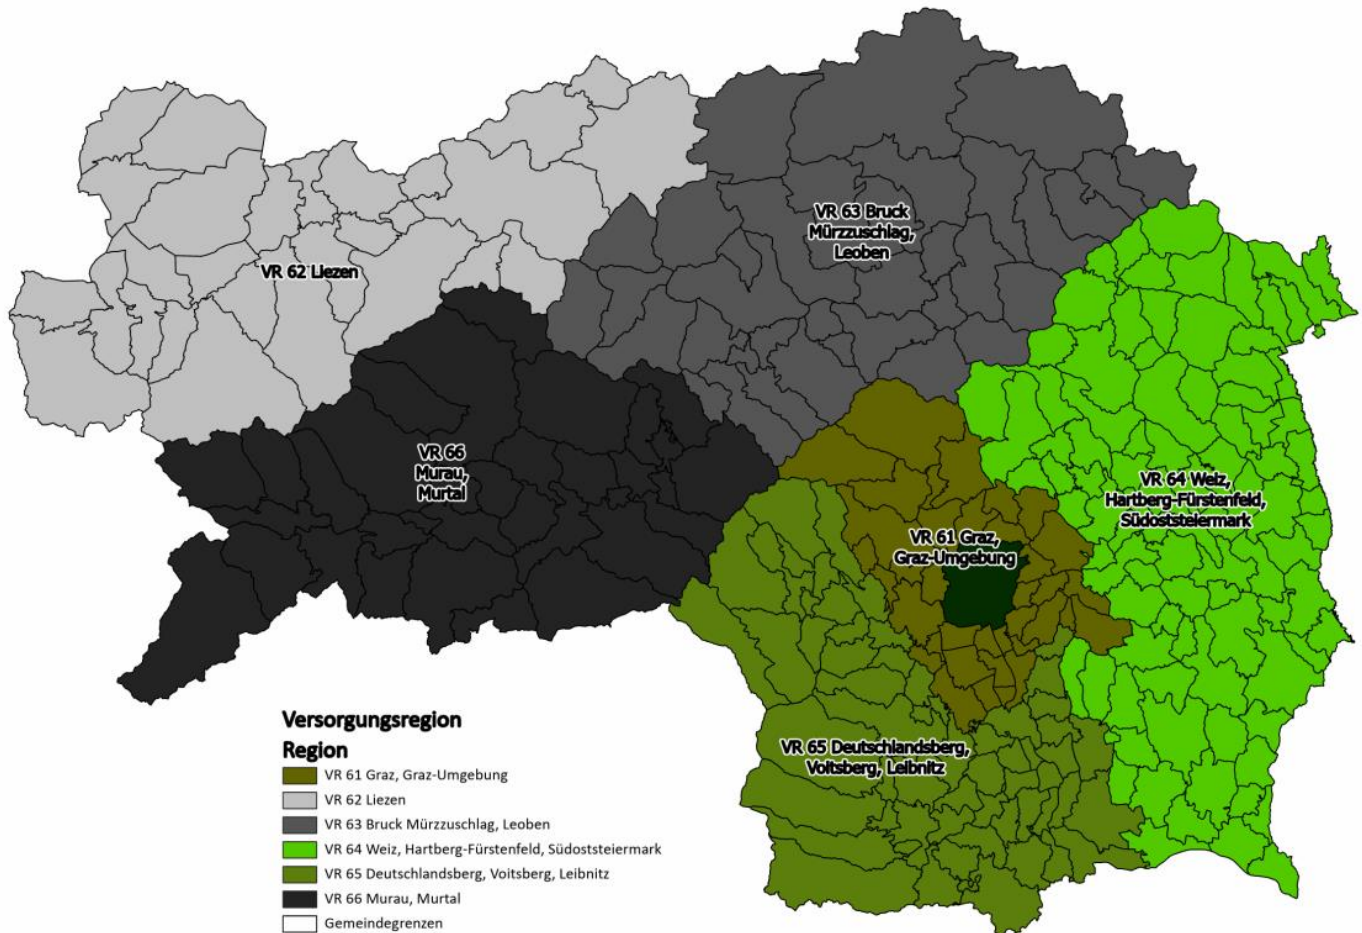 VR 63 Bruck
Mürzzuschlag,
Leoben
VR 62 Liezen
VR 66
Murau,
Murtal
VR 64 Weiz,
Hartberg-Fürstenfeld,
Südoststeiermark
VR 61 Graz,
Graz-Umgebung
VR 65 Deutschlandsberg,
Voitsberg, Leibnitz
Versorgungsregion
Region
VR 61 Graz, Graz-Umgebung
VR 62 Liezen
VR 63 Bruck Mürzzuschlag, Leoben
VR 64 Weiz, Hartberg-Fürstenfeld, Südoststeiermark
VR 65 Deutschlandsberg, Voitsberg, Leibnitz
VR 66 Murau, Murtal
Gemeindegrenzen